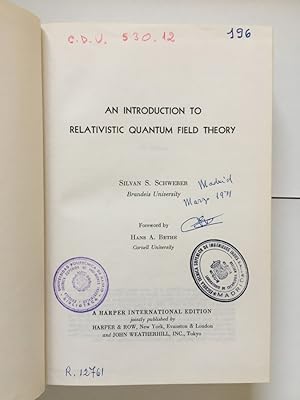 C.D.U. 530.12
196
AN INTRODUCTION TO
RELATIVISTIC QUANTUM FIELD THEORY
SILVAN S. SCHWEBER
Brandeis University
Madrid
Marzo 1971
Foreword by
HANS A. BETHE
Cornell University
A HARPER INTERNATIONAL EDITION
jointly published by
HARPER & ROW, New York, Evanston & London
and JOHN WEATHERHILL, INC., Tokyo
R. 12761